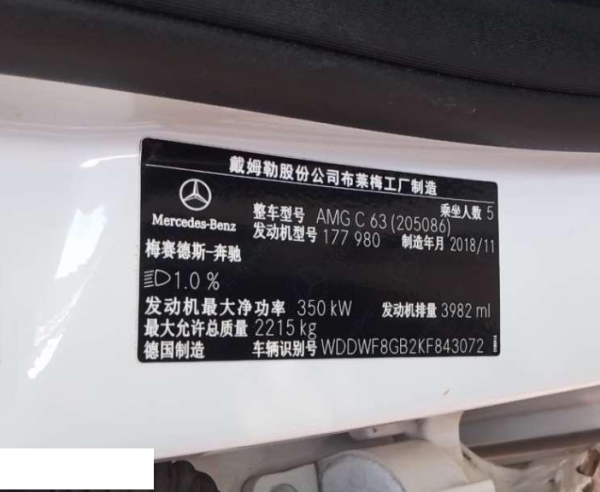 戴姆勒股份公司布莱梅工厂制造
乘坐人数 5
Mercedes-Benz
整车型号 AMG C 63 (205086)
发动机型号 177 980 制造年月 2018/11
梅赛德斯-奔驰
1.0 %
发动机最大净功率 350 kW 发动机排量 3982 ml
最大允许总质量 2215 kg
德国制造 车辆识别号 WDDWF8GB2KF843072